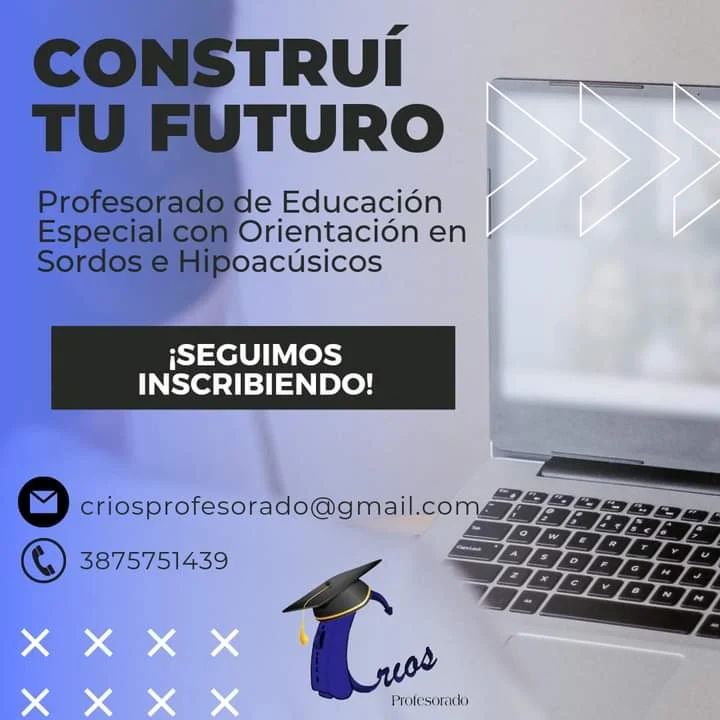 CONSTRUÍ
TU FUTURO
Profesorado de Educación
Especial con Orientación en
Sordos e Hipoacúsicos
¡SEGUIMOS
INSCRIBIENDO!
criosprofesorado@gmail.com
3875751439
Crios
Profesorado